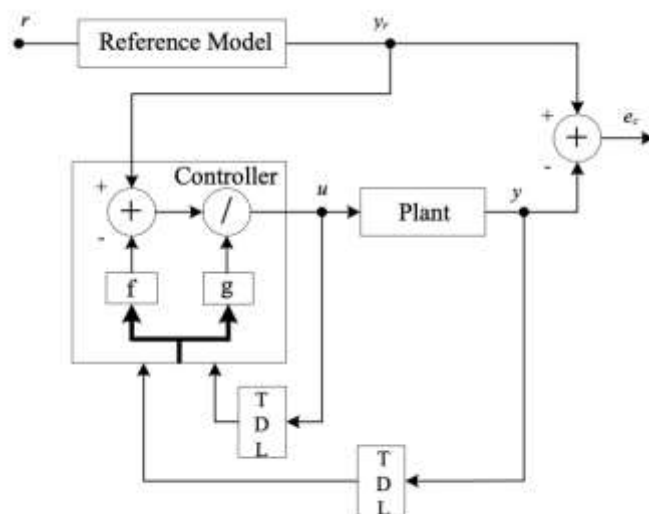 r
Reference Model
yr
+
+
-
ec
Controller
+
+
-
/
u
Plant
y
f
g
T
D
L
T
D
L